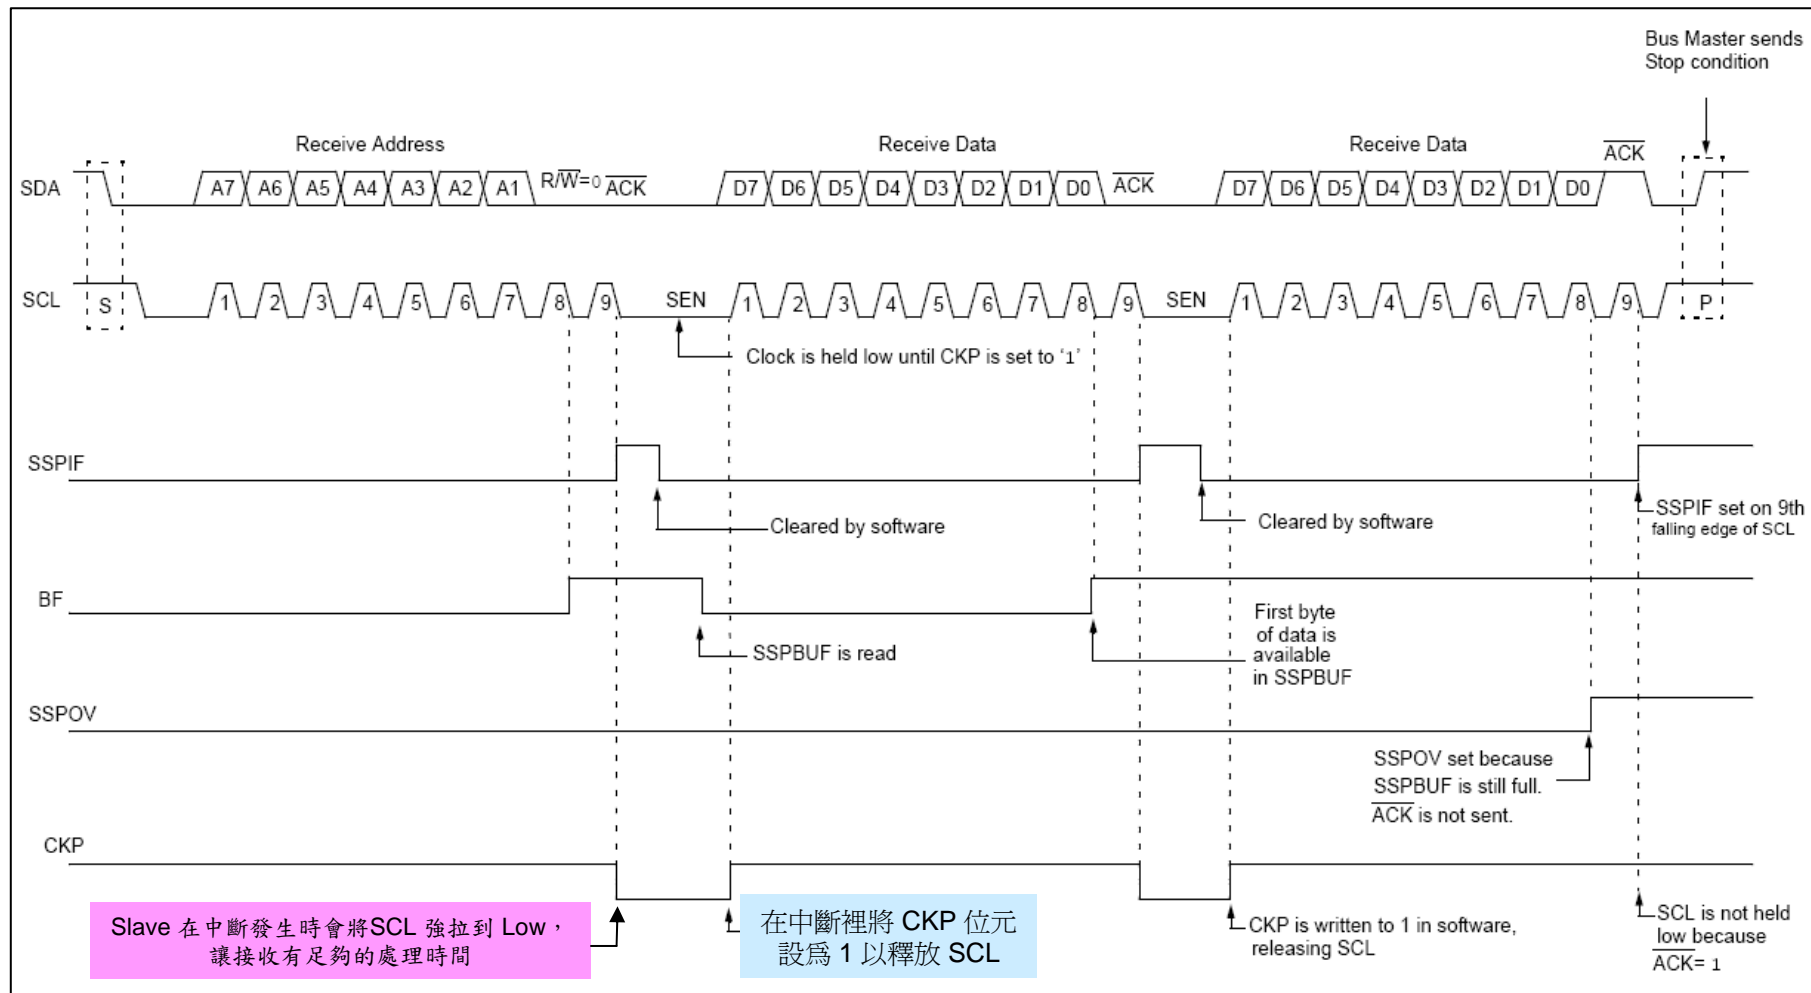 Bus Master sends
Stop condition
Receive Address
Receive Data
Receive Data
ACK
SDA
A7 A6 A5 A4 A3 A2 A1 R/W=0 ACK D7 D6 D5 D4 D3 D2 D1 D0 ACK D7 D6 D5 D4 D3 D2 D1 D0
SCL S 1 2 3 4 5 6 7 8 9 SEN 1 2 3 4 5 6 7 8 9 SEN 1 2 3 4 5 6 7 8 9 P
Clock is held low until CKP is set to ‘1’
SSPIF
Cleared by software
Cleared by software
SSPIF set on 9th
falling edge of SCL
BF
SSPBUF is read
First byte
of data is
available
in SSPBUF
SSPOV
SSPOV set because
SSPBUF is still full.
ACK is not sent.
CKP
Slave 在中斷發生時會將SCL 強拉到 Low，
讓接收有足夠的處理時間
在中斷裡將 CKP 位元
設爲 1 以釋放 SCL
CKP is written to 1 in software,
releasing SCL
SCL is not held
low because
ACK= 1